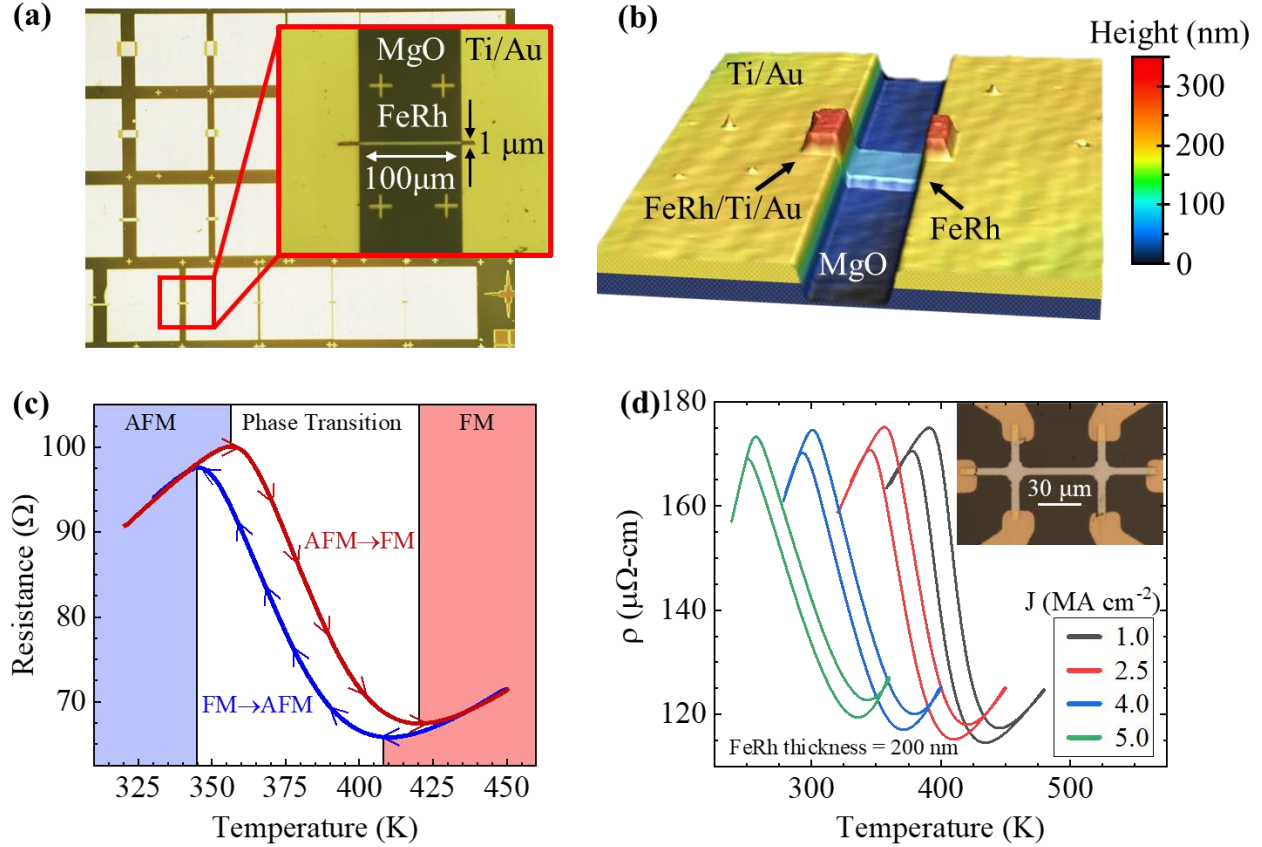 (a)
MgO
Ti/Au
FeRh
1 μm
100μm
(b)
Height (nm)
Ti/Au
350
300
200
100
0
FeRh/Ti/Au
FeRh
MgO
(c)
AFM
Phase Transition
FM
100
90
80
70
Resistance (Ω)
AFM→FM
FM→AFM
325
350
375
400
425
450
Temperature (K)
(d)
180
160
140
120
ρ (μΩ-cm)
30 μm
J (MA cm⁻²)
1.0
2.5
4.0
5.0
FeRh thickness = 200 nm
300
400
500
Temperature (K)